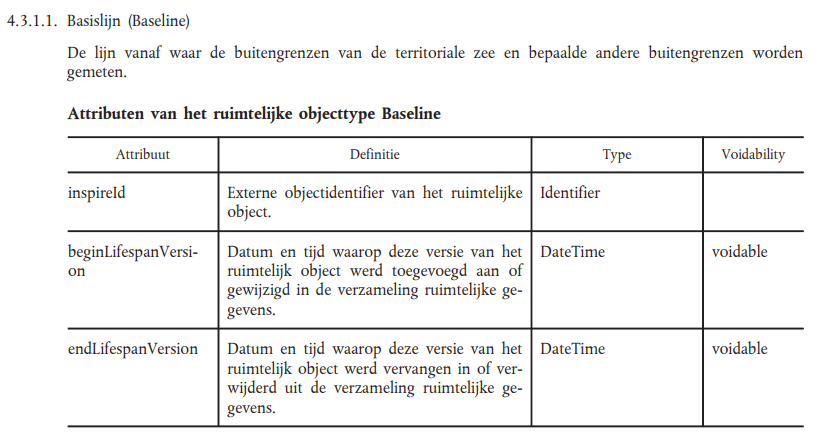 4.3.1.1. Basislijn (Baseline)
De lijn vanaf waar de buitengrenzen van de territoriale zee en bepaalde andere buitengrenzen worden
gemeten.
Attributen van het ruimtelijke objecttype Baseline
Attribuut Definitie Type Voidability
inspireId Externe objectidentifier van het ruimtelijke Identifier
object.
beginLifespanVersi- Datum en tijd waarop deze versie van het DateTime voidable
on ruimtelijk object werd toegevoegd aan of
gewijzigd in de verzameling ruimtelijke ge-
gevens.
endLifespanVersion Datum en tijd waarop deze versie van het DateTime voidable
ruimtelijk object werd vervangen in of ver-
wijderd uit de verzameling ruimtelijke ge-
gevens.